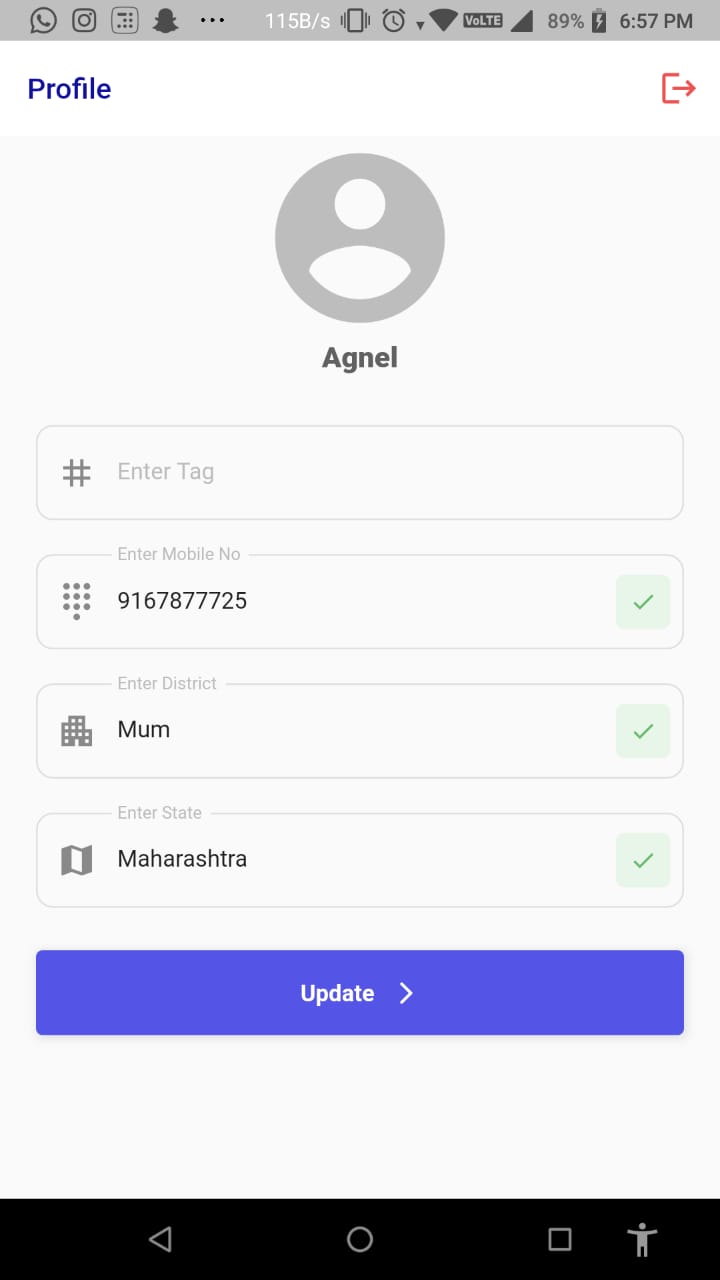 115B/s VoLTE 89% 6:57 PM
Profile
Agnel
Enter Tag
Enter Mobile No
9167877725
Enter District
Mum
Enter State
Maharashtra
Update